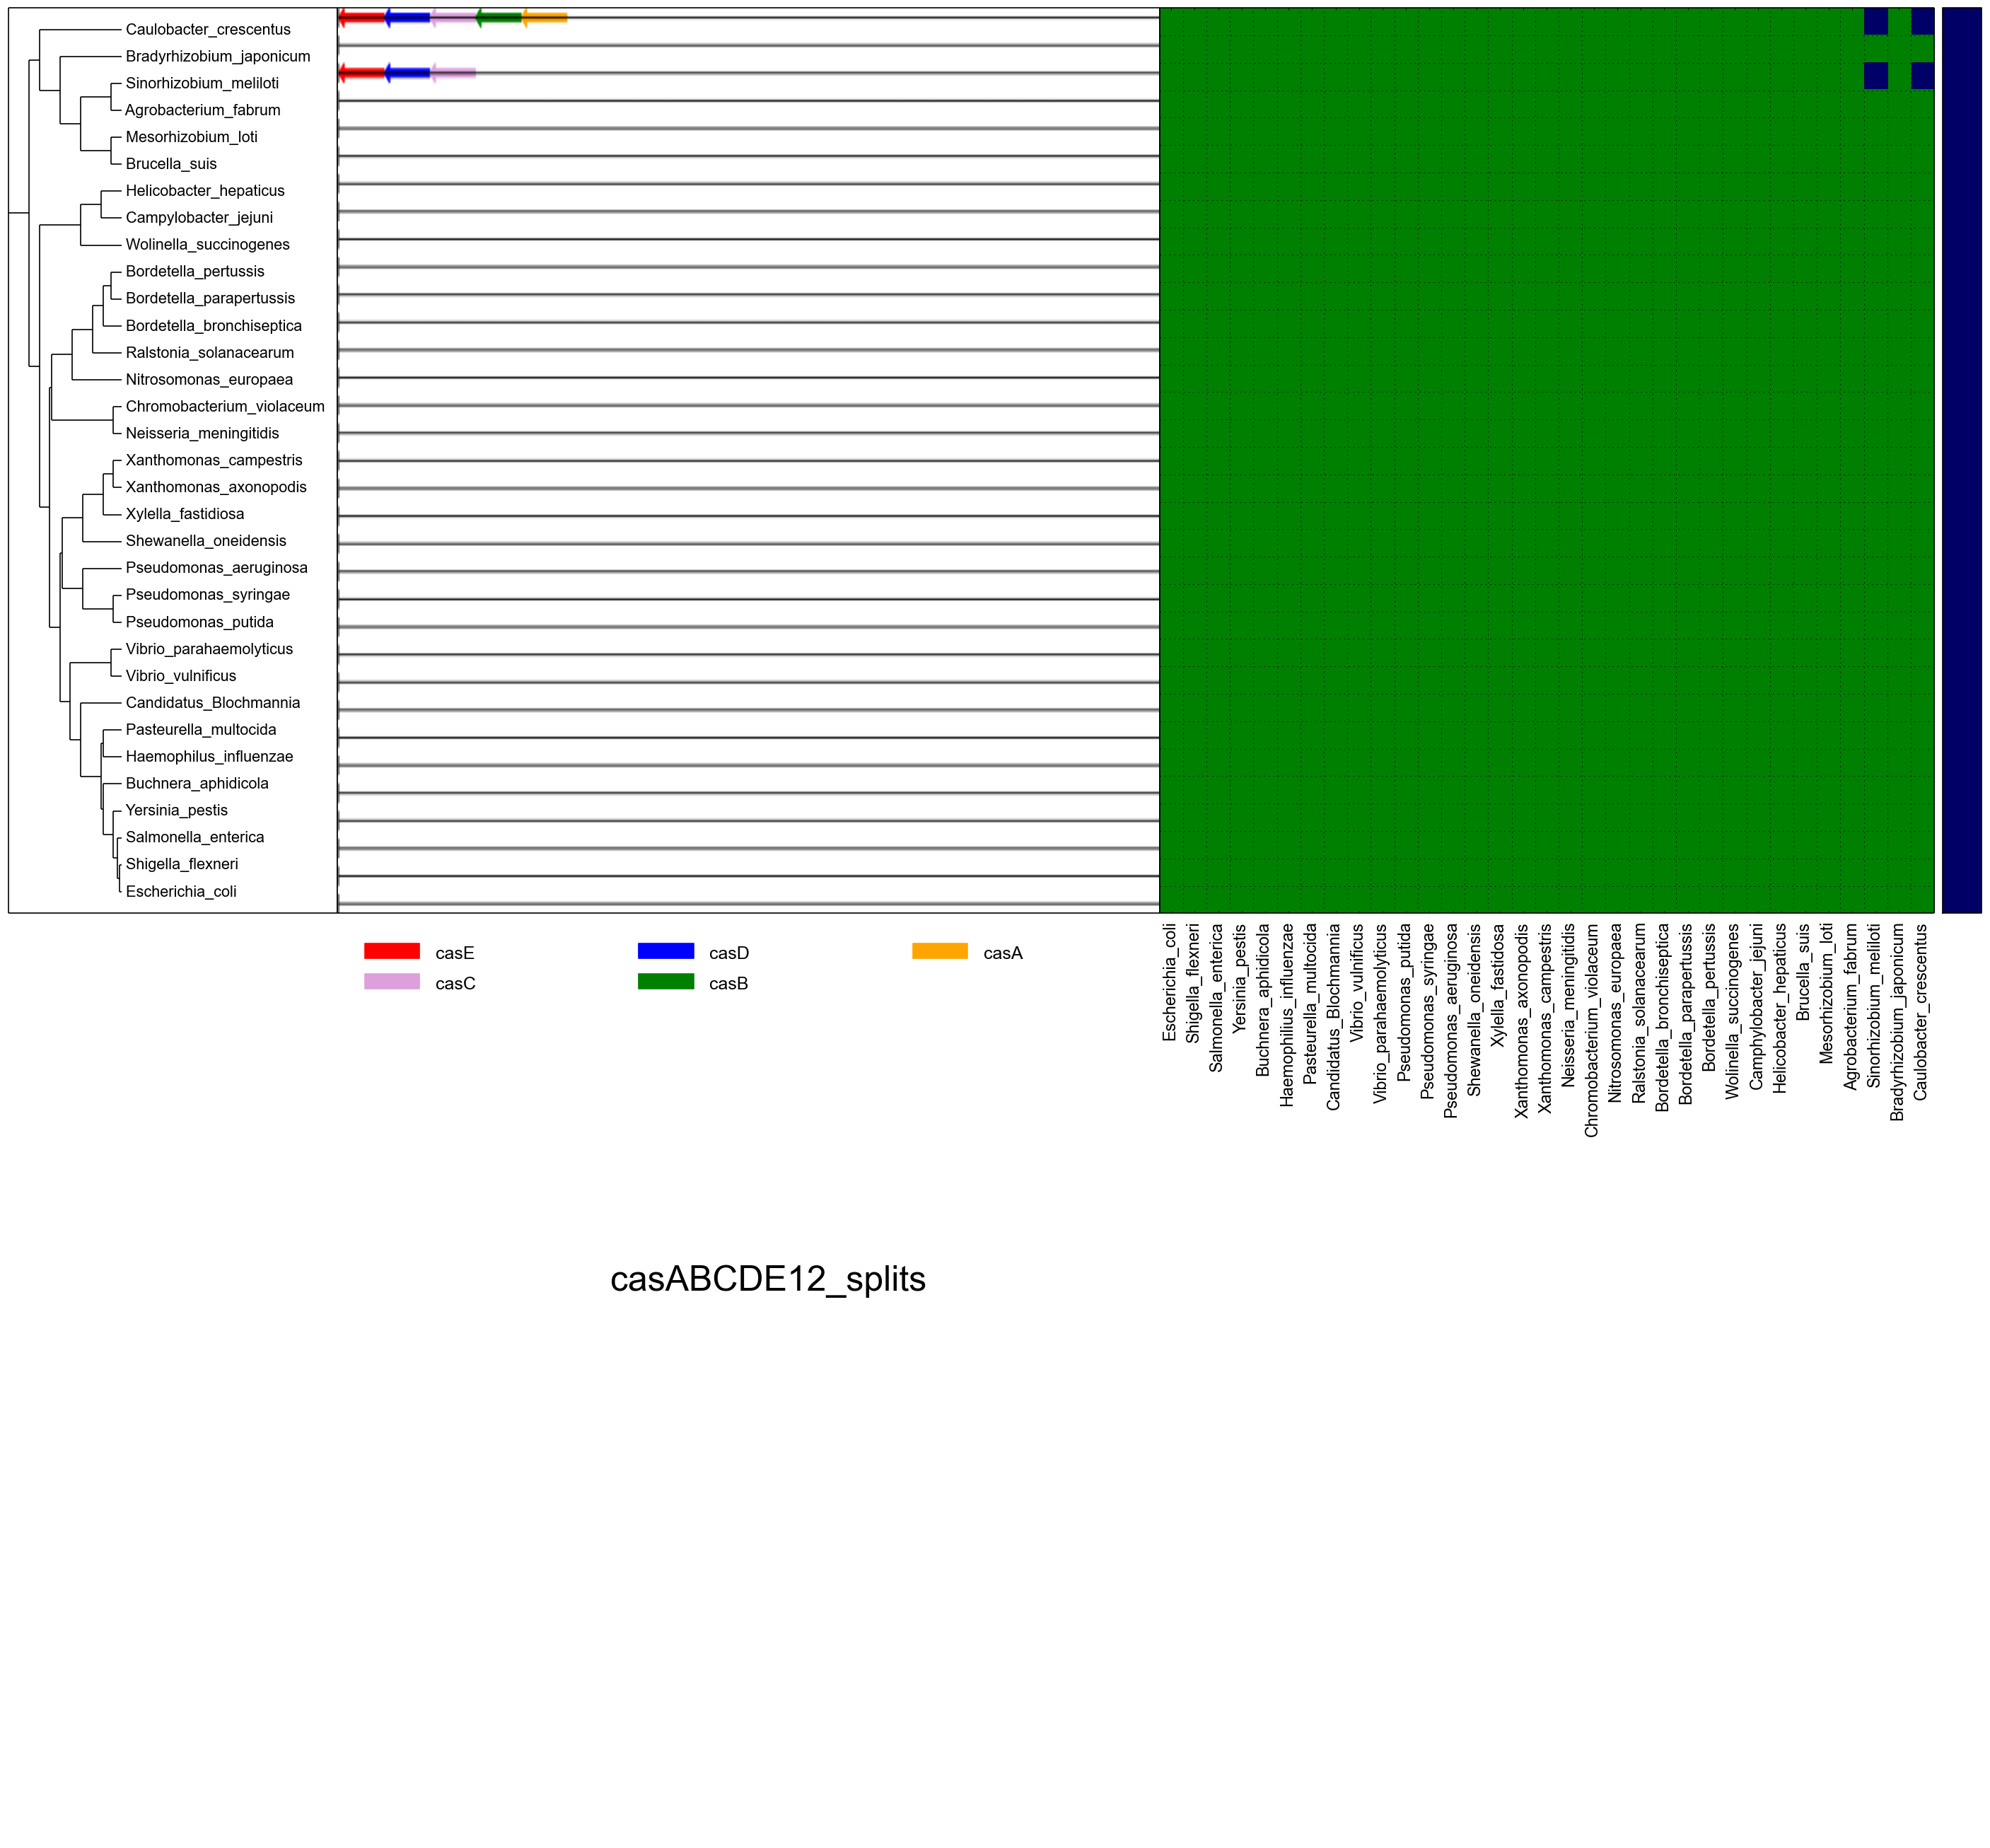 Caulobacter_crescentus
Bradyrhizobium_japonicum
Sinorhizobium_meliloti
Agrobacterium_fabrum
Mesorhizobium_loti
Brucella_suis
Helicobacter_hepaticus
Campylobacter_jejuni
Wolinella_succinogenes
Bordetella_pertussis
Bordetella_parapertussis
Bordetella_bronchiseptica
Ralstonia_solanacearum
Nitrosomonas_europaea
Chromobacterium_violaceum
Neisseria_meningitidis
Xanthomonas_campestris
Xanthomonas_axonopodis
Xylella_fastidiosa
Shewanella_oneidensis
Pseudomonas_aeruginosa
Pseudomonas_syringae
Pseudomonas_putida
Vibrio_parahaemolyticus
Vibrio_vulnificus
Candidatus_Blochmannia
Pasteurella_multocida
Haemophilus_influenzae
Buchnera_aphidicola
Yersinia_pestis
Salmonella_enterica
Shigella_flexneri
Escherichia_coli
casE
casD
casA
casC
casB
Escherichia_coli
Shigella_flexneri
Salmonella_enterica
Yersinia_pestis
Buchnera_aphidicola
Haemophilus_influenzae
Pasteurella_multocida
Candidatus_Blochmannia
Vibrio_vulnificus
Vibrio_parahaemolyticus
Pseudomonas_putida
Pseudomonas_syringae
Pseudomonas_aeruginosa
Shewanella_oneidensis
Xylella_fastidiosa
Xanthomonas_axonopodis
Xanthomonas_campestris
Neisseria_meningitidis
Chromobacterium_violaceum
Nitrosomonas_europaea
Ralstonia_solanacearum
Bordetella_bronchiseptica
Bordetella_parapertussis
Bordetella_pertussis
Wolinella_succinogenes
Camphylobacter_jejuni
Helicobacter_hepaticus
Brucella_suis
Mesorhizobium_loti
Agrobacterium_fabrum
Sinorhizobium_meliloti
Bradyrhizobium_japonicum
Caulobacter_crescentus
casABCDE12_splits